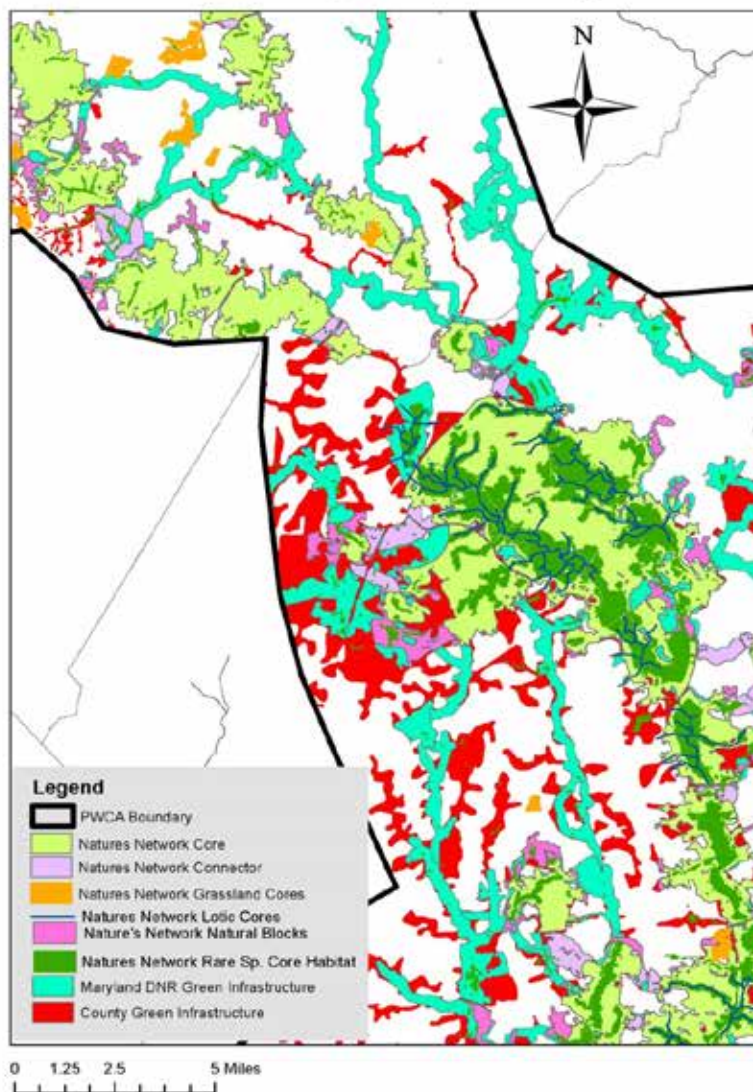 N
Legend
PWCA Boundary
Natures Network Core
Natures Network Connector
Natures Network Grassland Cores
Natures Network Lotic Cores
Nature's Network Natural Blocks
Natures Network Rare Sp. Core Habitat
Maryland DNR Green Infrastructure
County Green Infrastructure
0 1.25 2.5 5 Miles